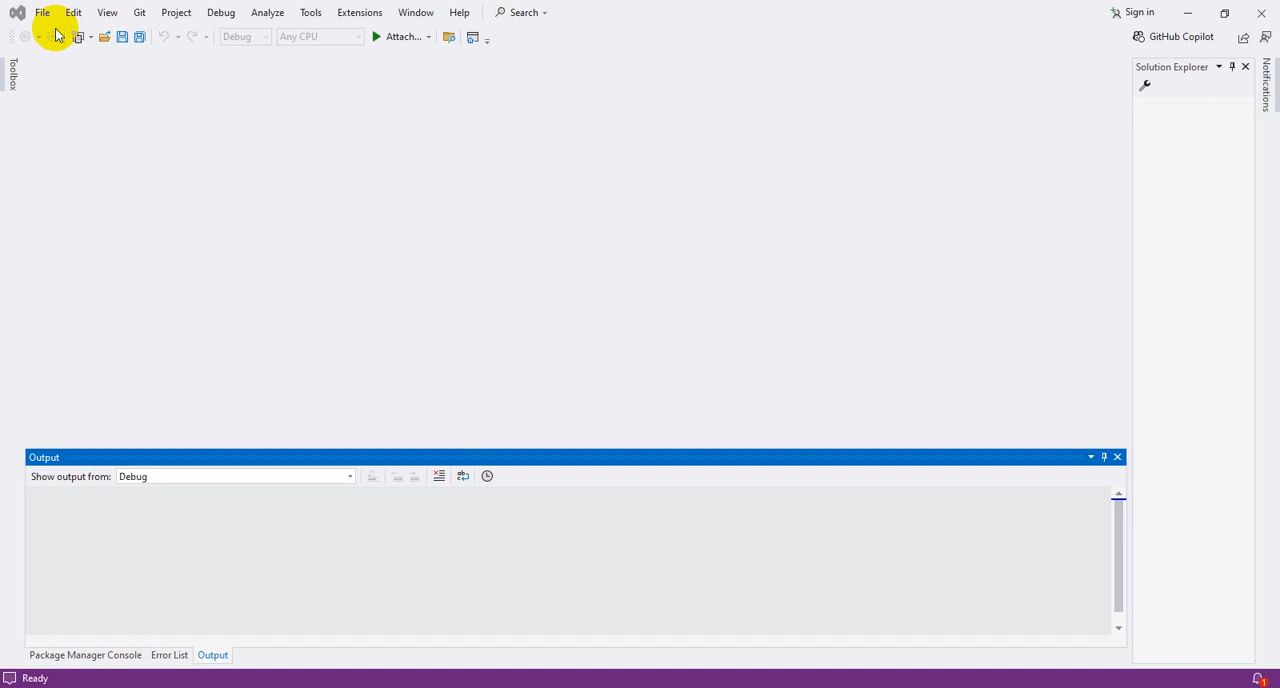 File Edit View Git Project Debug Analyze Tools Extensions Window Help Search Sign in
Debug Any CPU Attach... GitHub Copilot
Toolbox
Solution Explorer
Notifications
Output
Show output from: Debug
Package Manager Console Error List Output
Ready 1